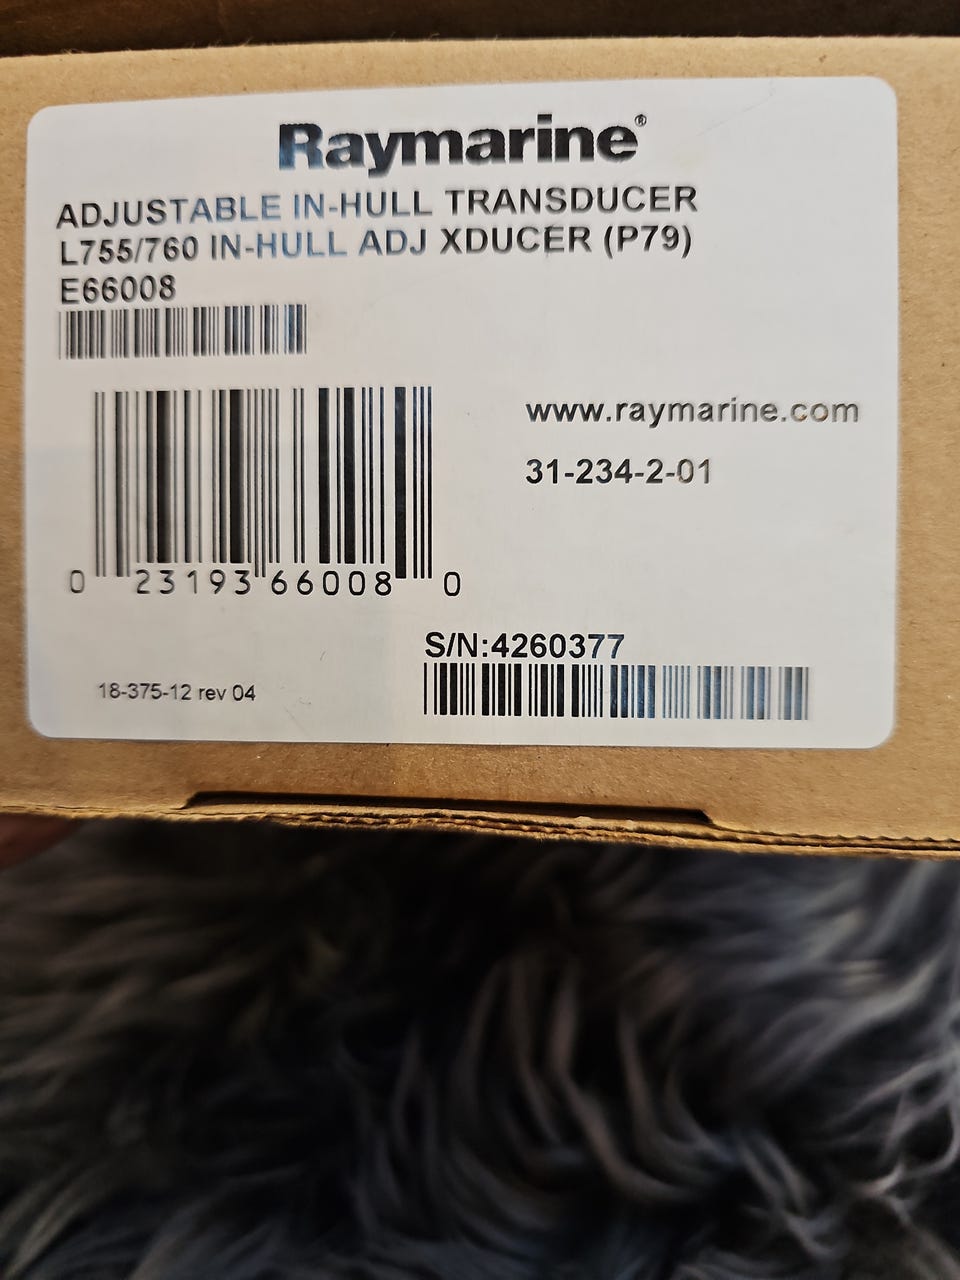 Raymarine®
ADJUSTABLE IN-HULL TRANSDUCER
L755/760 IN-HULL ADJ XDUCER (P79)
E66008
www.raymarine.com
31-234-2-01
0 23193 66008 0
S/N:4260377
18-375-12 rev 04